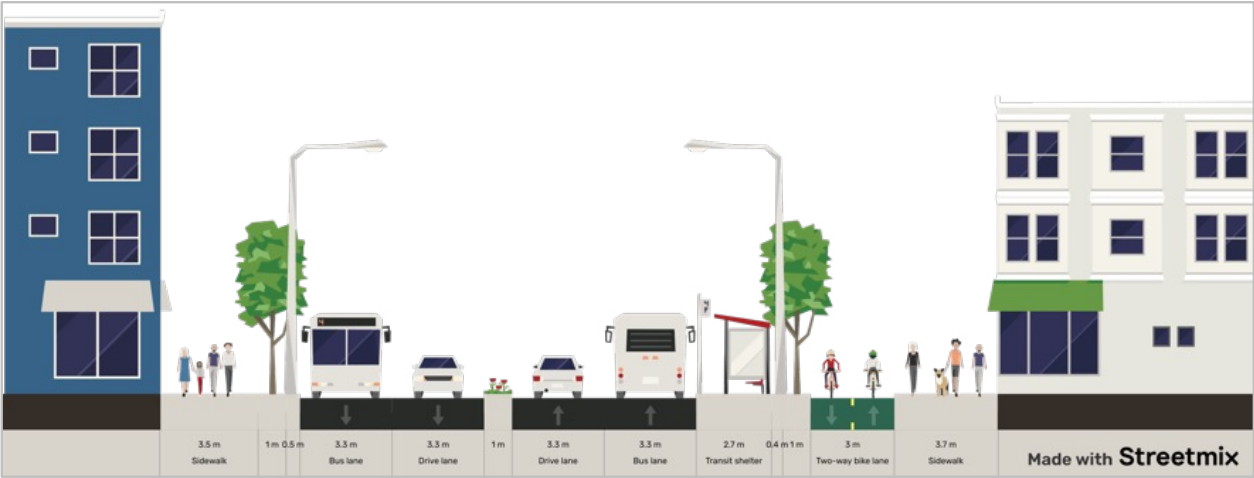 3.5 m
Sidewalk
1 m
0.5 m
3.3 m
Bus lane
3.3 m
Drive lane
1 m
3.3 m
Drive lane
3.3 m
Bus lane
2.7 m
Transit shelter
0.4 m
1 m
3 m
Two-way bike lane
3.7 m
Sidewalk
Made with Streetmix